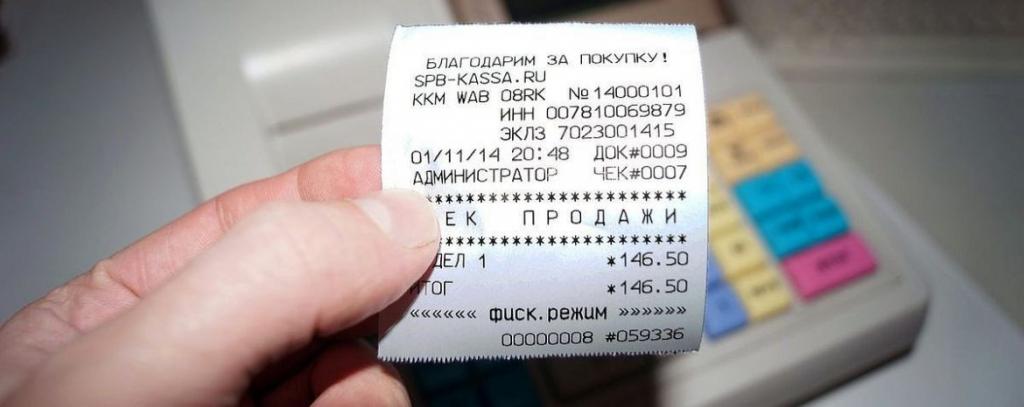 БЛАГОДАРИМ ЗА ПОКУПКУ!
SPB-KASSA.RU
ККМ WAB 08RK №14000101
ИНН 007810069879
ЭКЛЗ 7023001415
01/11/14 20:48 ДОК#0009
АДМИНИСТРАТОР ЧЕК#0007
************************
ЕК ПРОДАЖИ
************************
ДЕЛ 1 *146.50
ИТОГ *146.50
«««««« ФИСК.РЕЖИМ »»»»»»
00000008 #059336